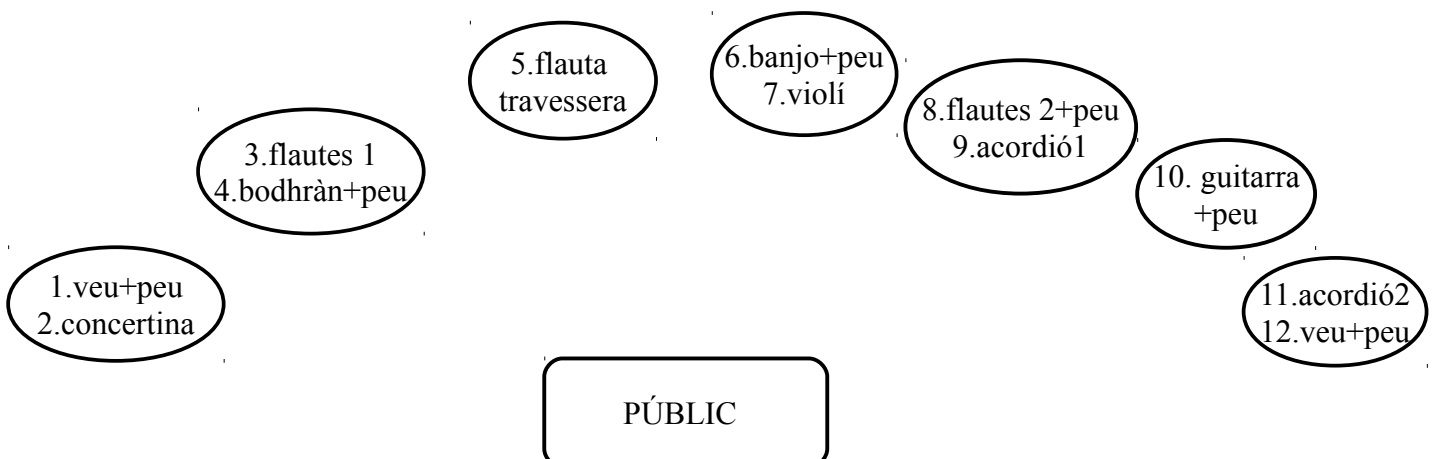 5.flauta
travessera
6.banjo+peu
7.violí
8.flautes 2+peu
9.acordió1
3.flautes 1
4.bodhràn+peu
10. guitarra
+peu
1.veu+peu
2.concertina
11.acordió2
12.veu+peu
PÚBLIC